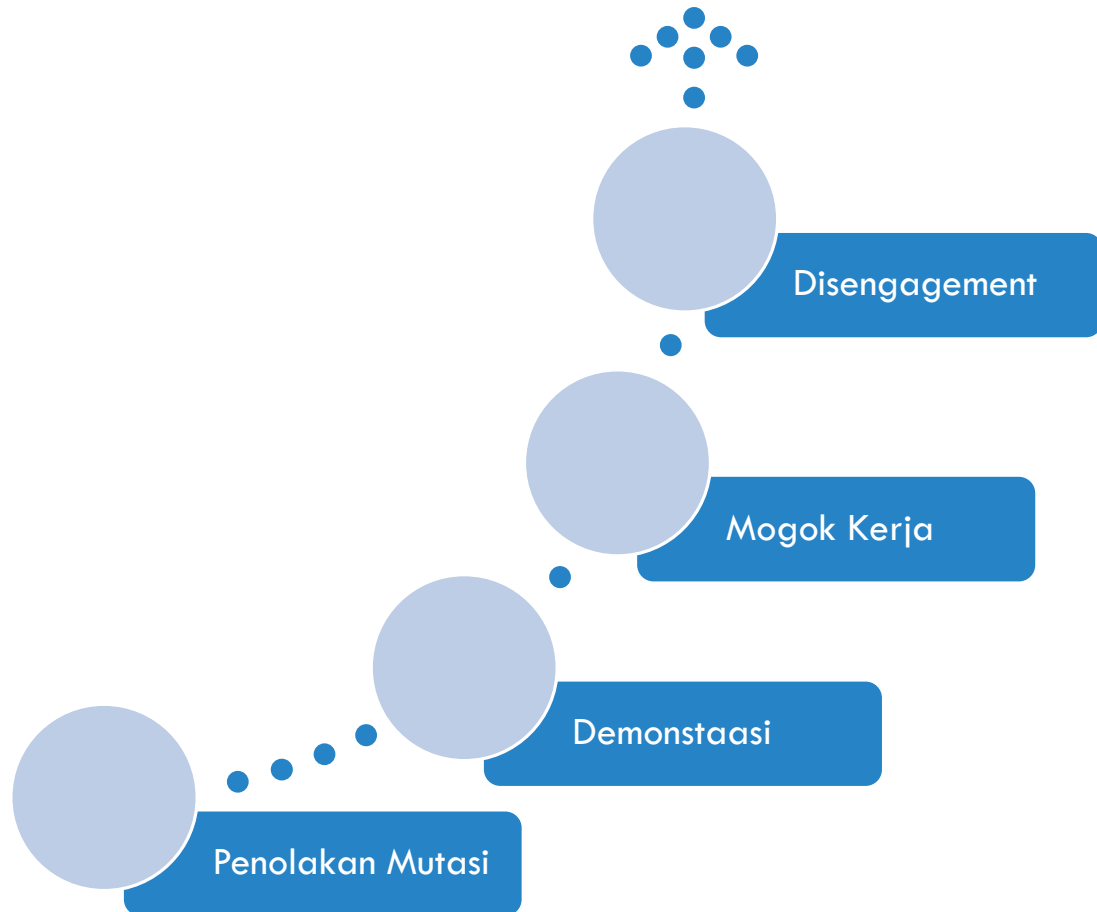 Disengagement
Mogok Kerja
Demonstaasi
Penolakan Mutasi